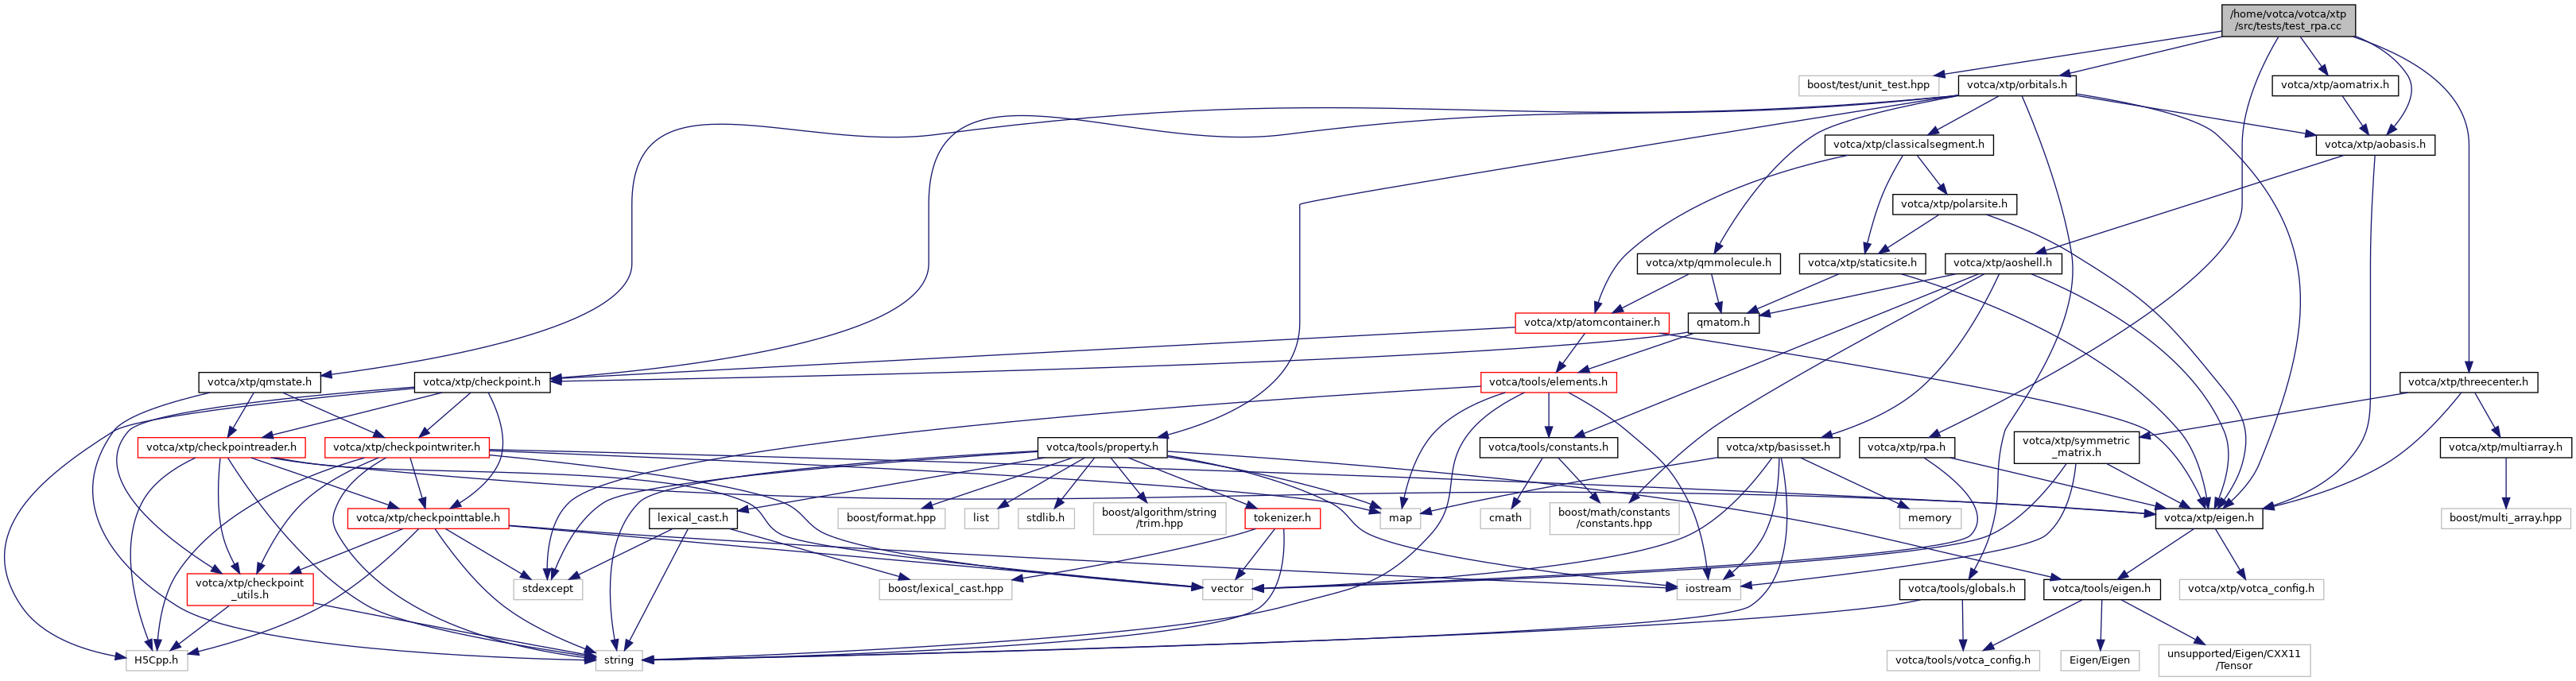 /home/votca/votca/xtp
/src/tests/test_rpa.cc
boost/test/unit_test.hpp
votca/xtp/orbitals.h
votca/xtp/aomatrix.h
votca/xtp/classicalsegment.h
votca/xtp/aobasis.h
votca/xtp/polarsite.h
votca/xtp/qmmolecule.h
votca/xtp/staticsite.h
votca/xtp/aoshell.h
votca/xtp/atomcontainer.h
qmatom.h
votca/xtp/qmstate.h
votca/xtp/checkpoint.h
votca/tools/elements.h
votca/xtp/threecenter.h
votca/xtp/checkpointreader.h
votca/xtp/checkpointwriter.h
votca/tools/property.h
votca/tools/constants.h
votca/xtp/basisset.h
votca/xtp/rpa.h
votca/xtp/symmetric
_matrix.h
votca/xtp/multiarray.h
votca/xtp/checkpointtable.h
lexical_cast.h
boost/format.hpp
list
stdlib.h
boost/algorithm/string
/trim.hpp
tokenizer.h
map
cmath
boost/math/constants
/constants.hpp
memory
votca/xtp/eigen.h
boost/multi_array.hpp
votca/xtp/checkpoint
_utils.h
stdexcept
boost/lexical_cast.hpp
vector
iostream
votca/tools/globals.h
votca/tools/eigen.h
votca/xtp/votca_config.h
H5Cpp.h
string
votca/tools/votca_config.h
Eigen/Eigen
unsupported/Eigen/CXX11
/Tensor